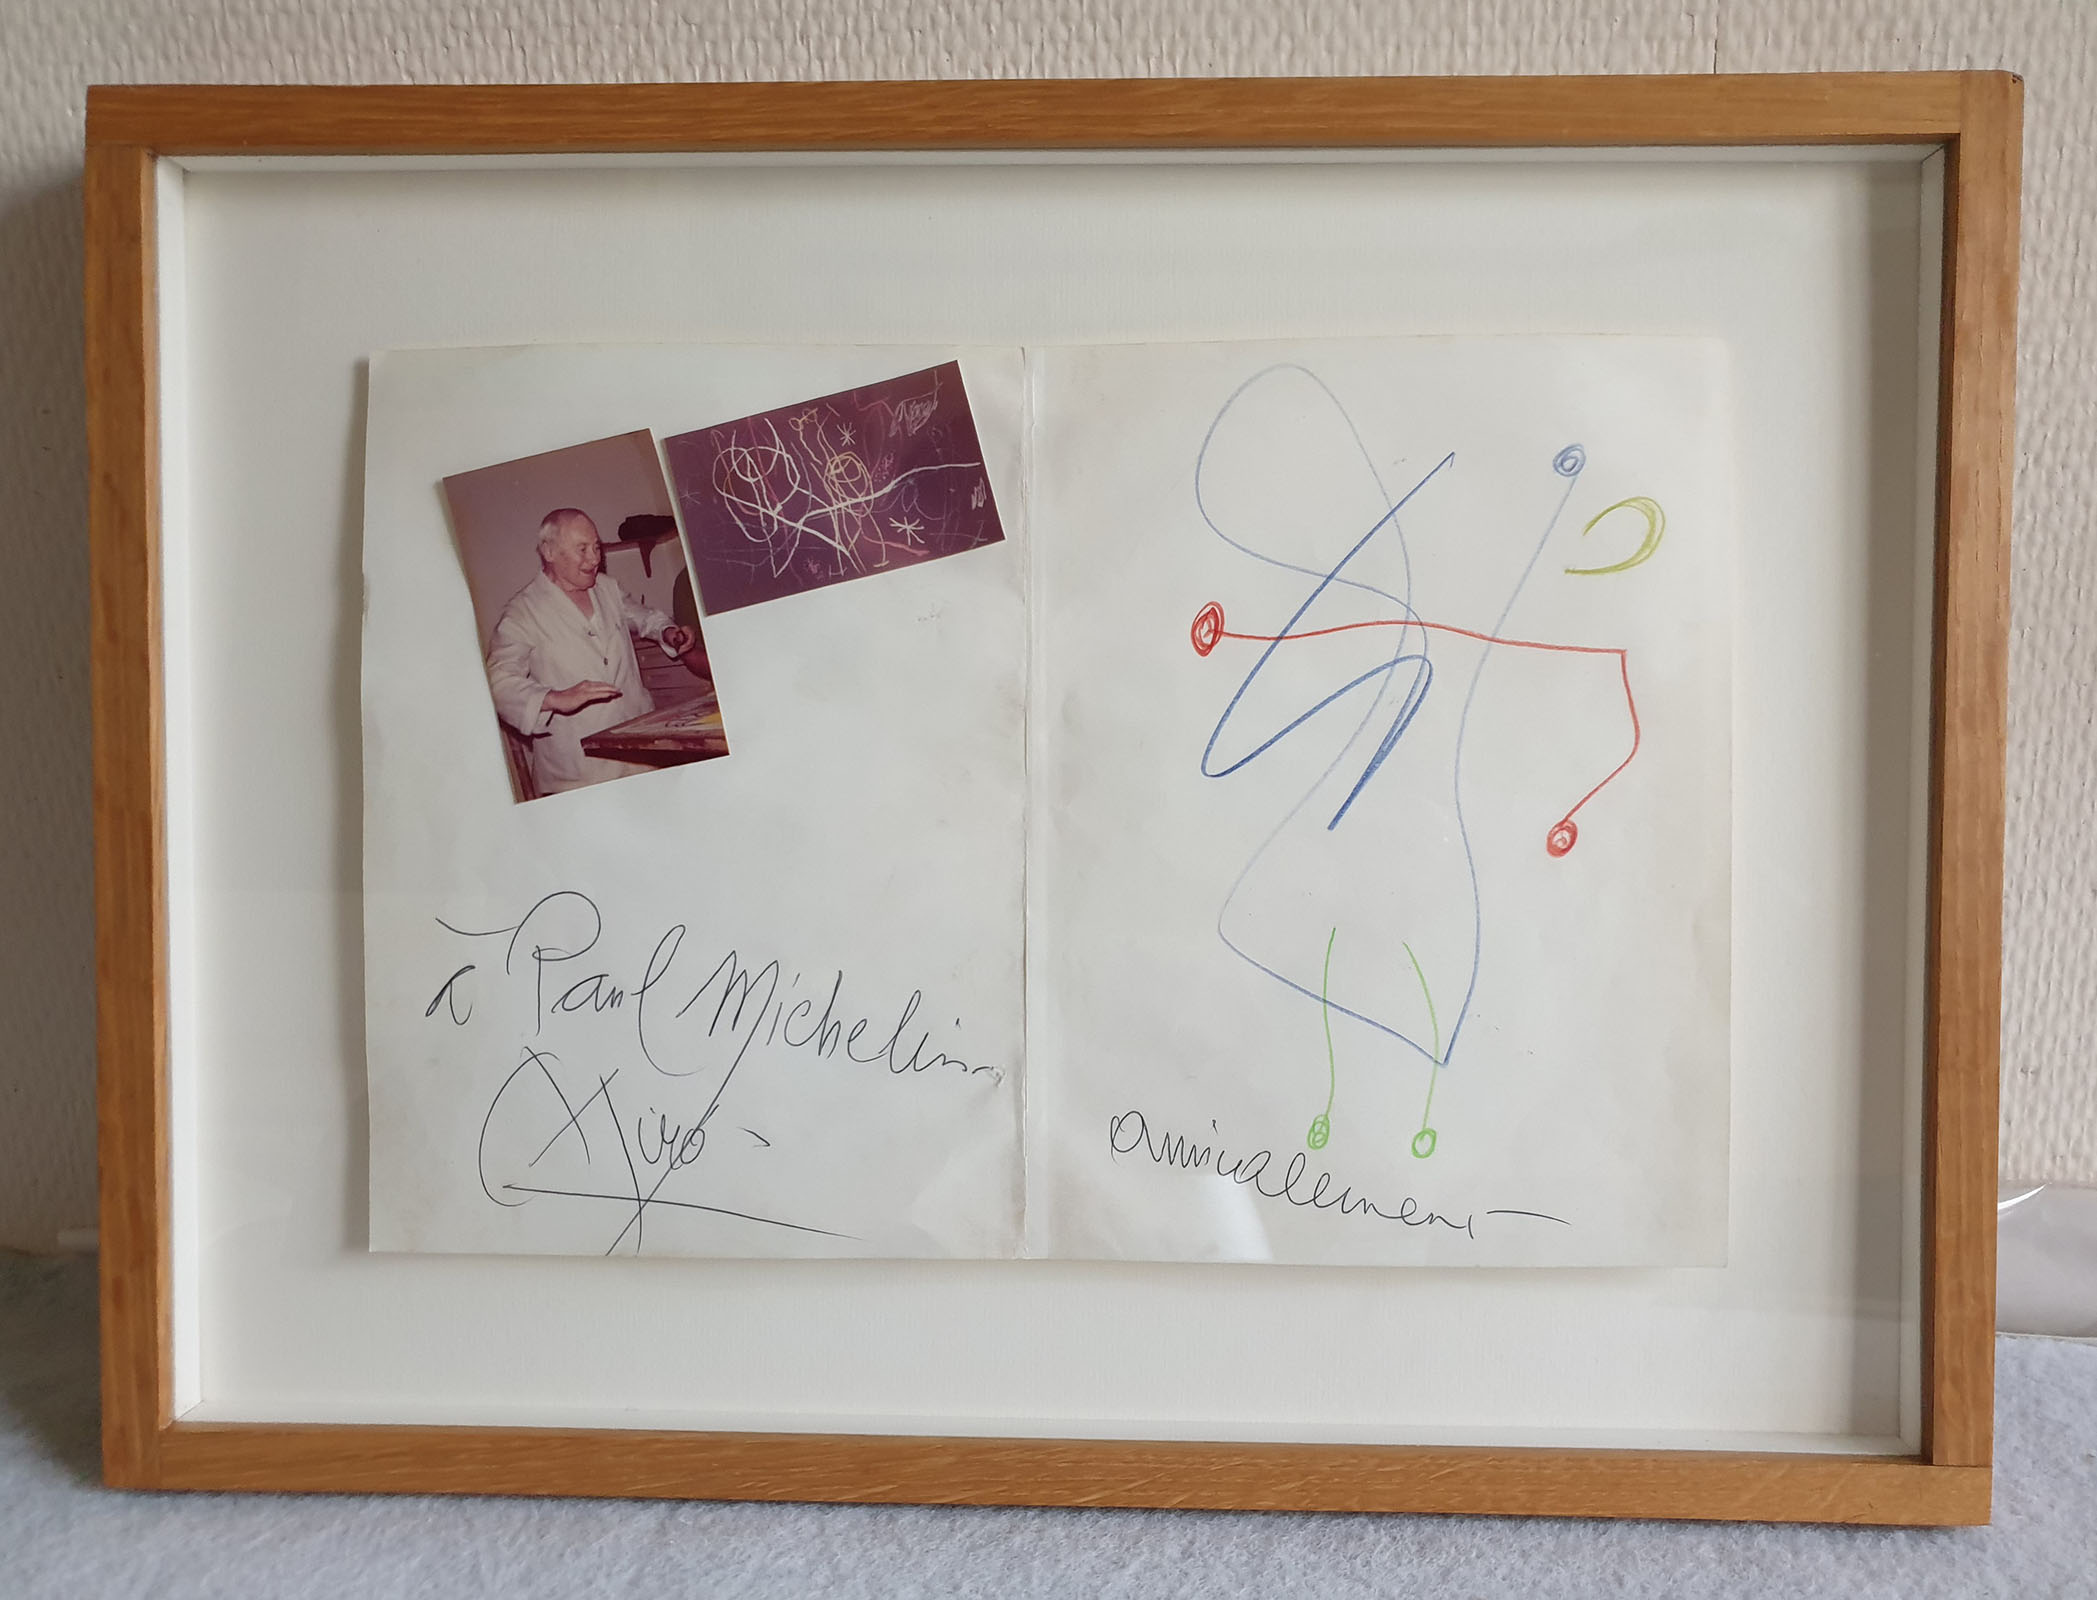 à Paul Michelin
Miró
amicalement